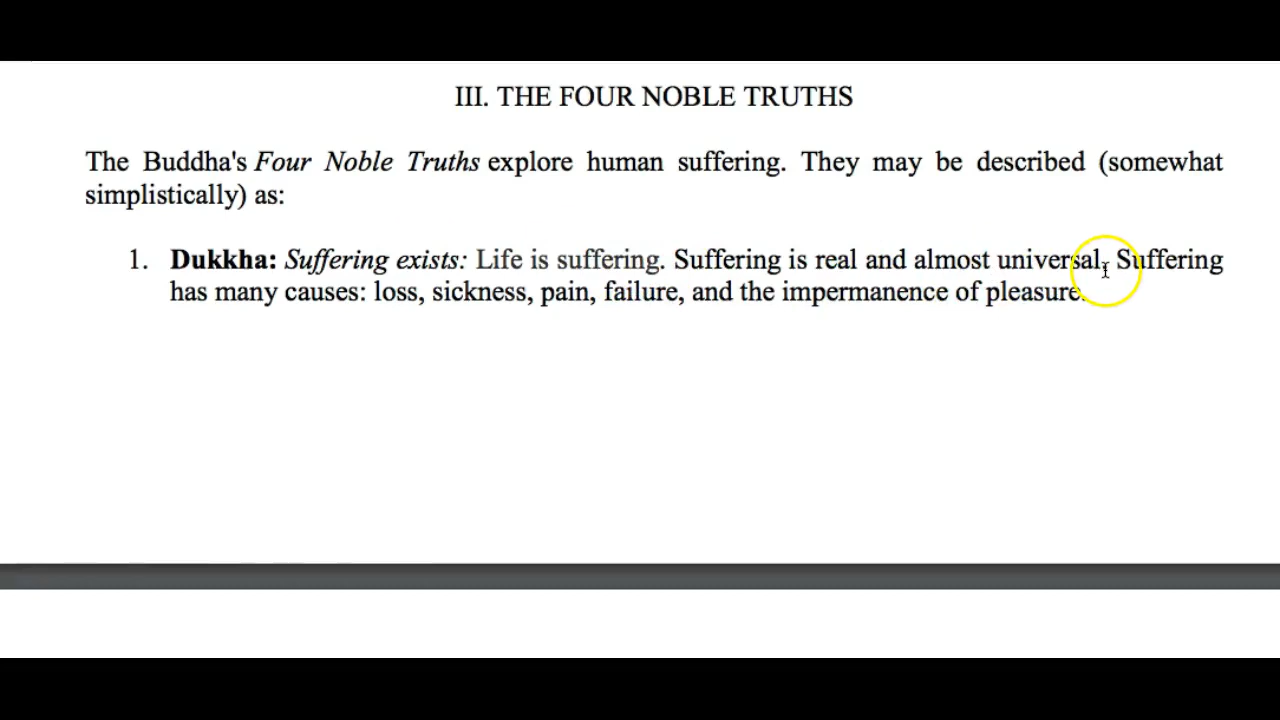 III. THE FOUR NOBLE TRUTHS
The Buddha's Four Noble Truths explore human suffering. They may be described (somewhat
simplistically) as:
1. Dukkha: Suffering exists: Life is suffering. Suffering is real and almost universal. Suffering
has many causes: loss, sickness, pain, failure, and the impermanence of pleasure.